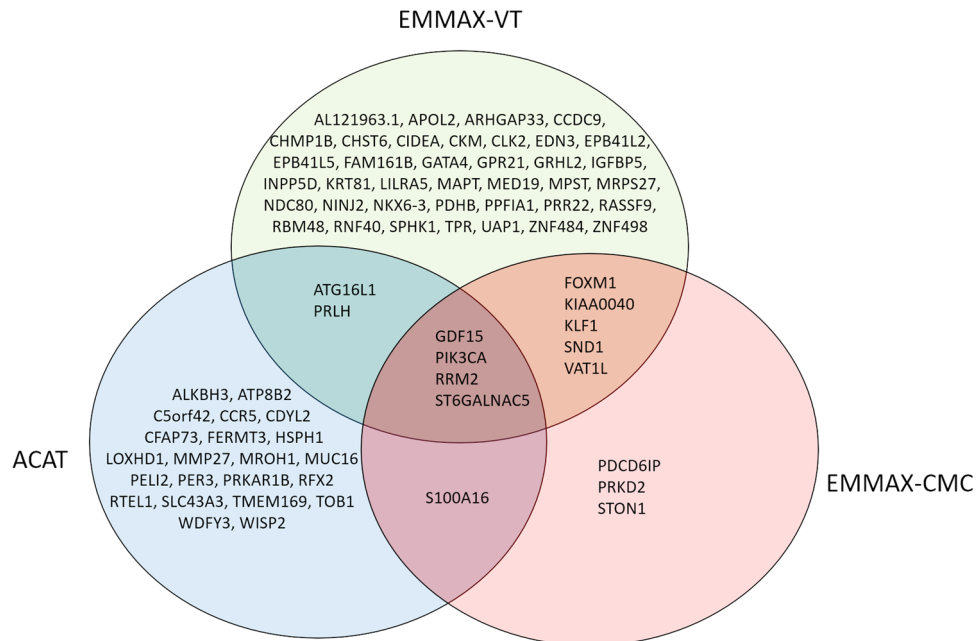 EMMAX-VT
AL121963.1, APOL2, ARHGAP33, CCDC9,
CHMP1B, CHST6, CIDEA, CKM, CLK2, EDN3, EPB41L2,
EPB41L5, FAM161B, GATA4, GPR21, GRHL2, IGFBP5,
INPP5D, KRT81, LILRA5, MAPT, MED19, MPST, MRPS27,
NDC80, NINJ2, NKX6-3, PDHB, PPFIA1, PRR22, RASSF9,
RBM48, RNF40, SPHK1, TPR, UAP1, ZNF484, ZNF498
ATG16L1
PRLH
FOXM1
KIAA0040
KLF1
SND1
VAT1L
GDF15
PIK3CA
RRM2
ST6GALNAC5
ALKBH3, ATP8B2
C5orf42, CCR5, CDYL2
CFAP73, FERMT3, HSPH1
LOXHD1, MMP27, MROH1, MUC16
PELI2, PER3, PRKAR1B, RFX2
RTEL1, SLC43A3, TMEM169, TOB1
WDFY3, WISP2
ACAT
S100A16
PDCD6IP
PRKD2
STON1
EMMAX-CMC